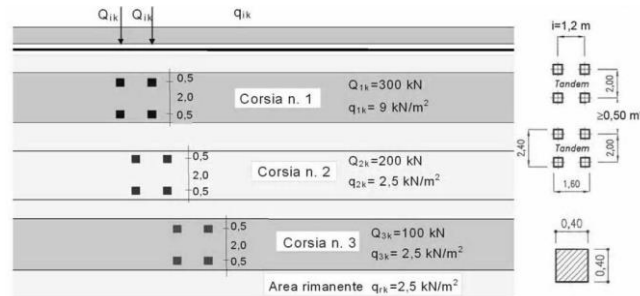 Qik Qik qik
i=1,2 m
0,5
2,0
0,5
Corsia n. 1
Q1k=300 kN
q1k= 9 kN/m²
Tandem
2,00
≥0,50 m
Tandem
2,40
2,00
1,60
0,5
2,0
0,5
Corsia n. 2
Q2k=200 kN
q2k= 2,5 kN/m²
0,5
2,0
0,5
Corsia n. 3
Q3k=100 kN
q3k= 2,5 kN/m²
0,40
0,40
Area rimanente qrk=2,5 kN/m²